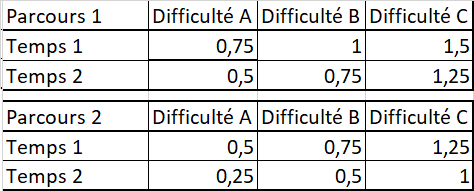 Parcours 1 Difficulté A Difficulté B Difficulté C
Temps 1 0,75 1 1,5
Temps 2 0,5 0,75 1,25
Parcours 2 Difficulté A Difficulté B Difficulté C
Temps 1 0,5 0,75 1,25
Temps 2 0,25 0,5 1